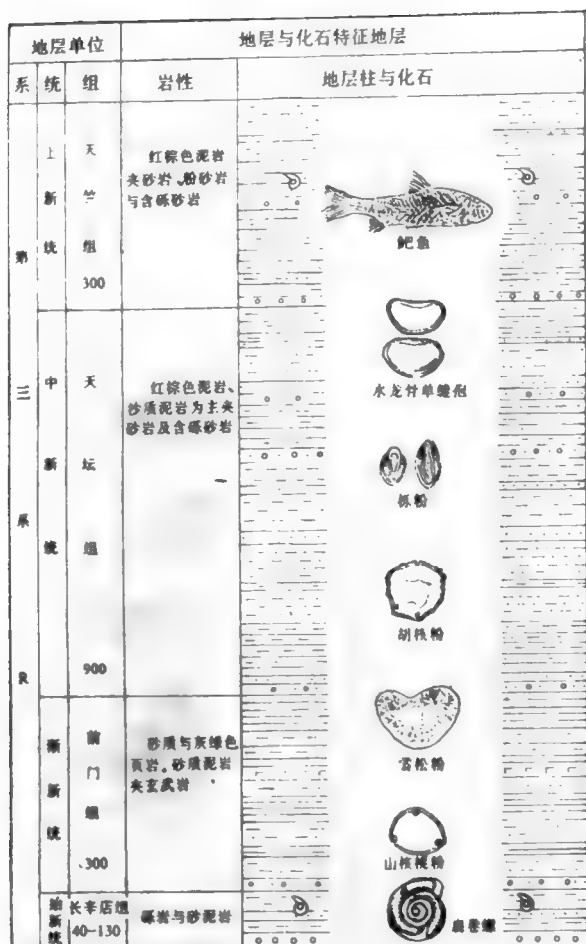 地层单位
地层与化石特征地层
系
统
组
岩性
地层柱与化石
第三系
R
上新统
天竺组
300
红棕色泥岩
夹砂岩、粉砂岩
与含砾砂岩
鲃鱼
中新统
天坛组
900
红棕色泥岩、
砂质泥岩为主夹
砂岩及含砾砂岩
水龙骨单缝孢
栎粉
胡桃粉
渐新统
前门组
300
砂质与灰绿色
页岩,砂质泥岩
夹玄武岩
雪松粉
山核桃粉
始新统
长辛店组
40-130
砾岩与砂泥岩
扁卷螺